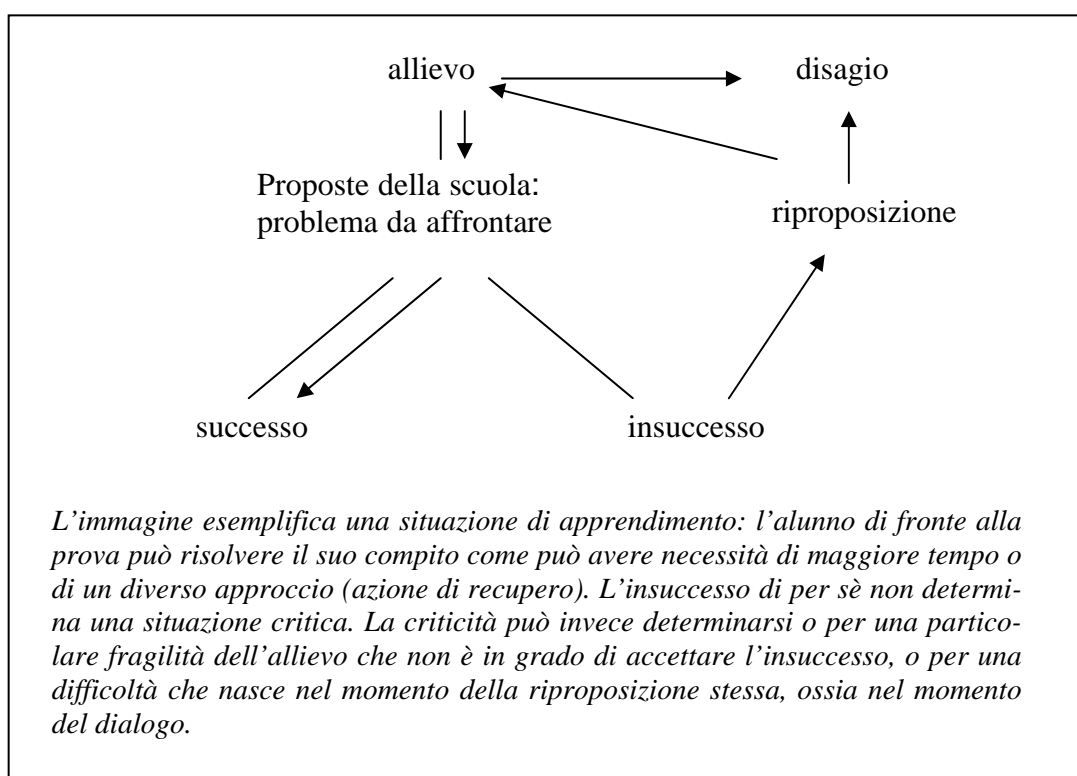 allievo disagio
Proposte della scuola:
problema da affrontare
riproposizione
successo insuccesso
L’immagine esemplifica una situazione di apprendimento: l’alunno di fronte alla
prova può risolvere il suo compito come può avere necessità di maggiore tempo o
di un diverso approccio (azione di recupero). L’insuccesso di per sè non determi-
na una situazione critica. La criticità può invece determinarsi o per una partico-
lare fragilità dell’allievo che non è in grado di accettare l’insuccesso, o per una
difficoltà che nasce nel momento della riproposizione stessa, ossia nel momento
del dialogo.